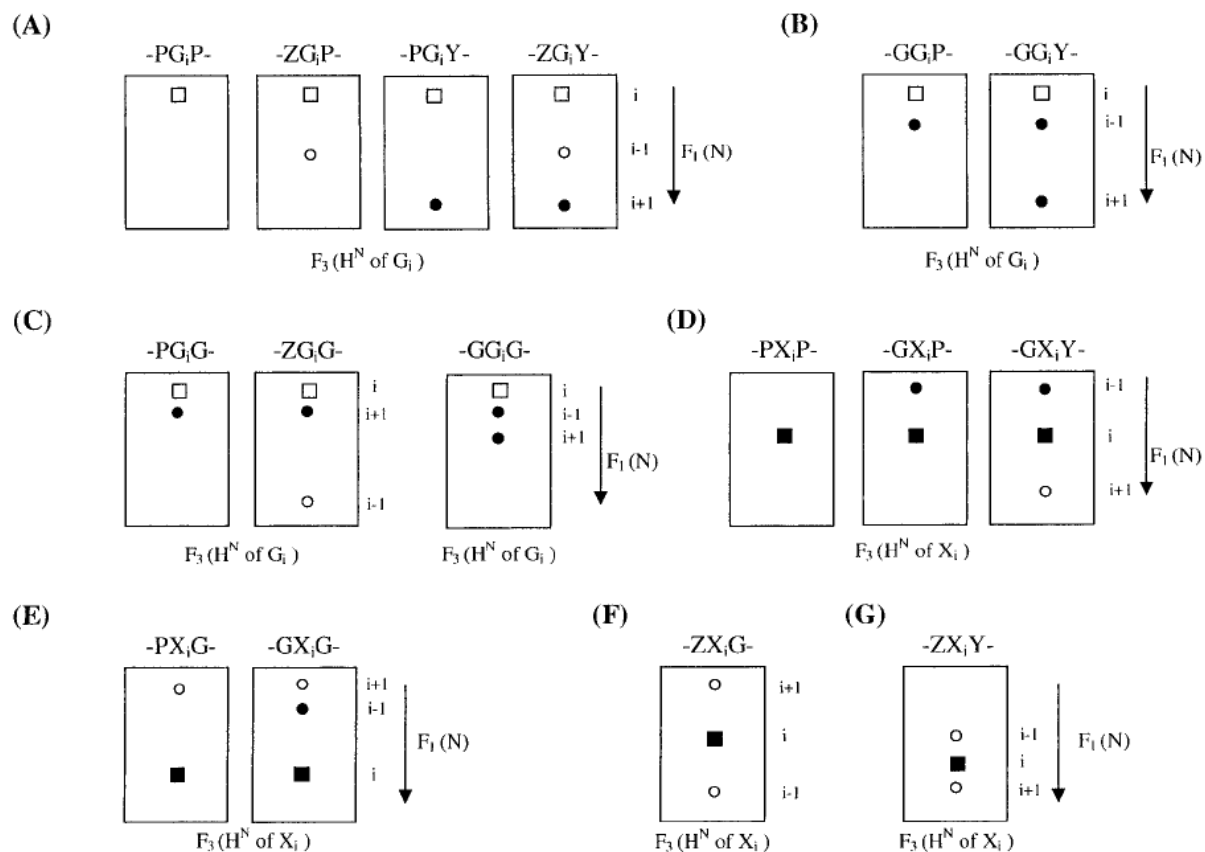 (A)
-PGᵢP- -ZGᵢP- -PGᵢY- -ZGᵢY-
i
i-1
i+1
F₁ (N)
F₃ (Hᴺ of Gᵢ )
(B)
-GGᵢP- -GGᵢY-
i
i-1
i+1
F₁ (N)
F₃ (Hᴺ of Gᵢ )
(C)
-PGᵢG- -ZGᵢG-
i
i+1
i-1
F₃ (Hᴺ of Gᵢ )
-GGᵢG-
i
i-1
i+1
F₁ (N)
F₃ (Hᴺ of Gᵢ )
(D)
-PXᵢP- -GXᵢP- -GXᵢY-
i-1
i
i+1
F₁ (N)
F₃ (Hᴺ of Xᵢ )
(E)
-PXᵢG- -GXᵢG-
i+1
i-1
i
F₁ (N)
F₃ (Hᴺ of Xᵢ )
(F)
-ZXᵢG-
i+1
i
i-1
F₃ (Hᴺ of Xᵢ )
(G)
-ZXᵢY-
i-1
i
i+1
F₁ (N)
F₃ (Hᴺ of Xᵢ )